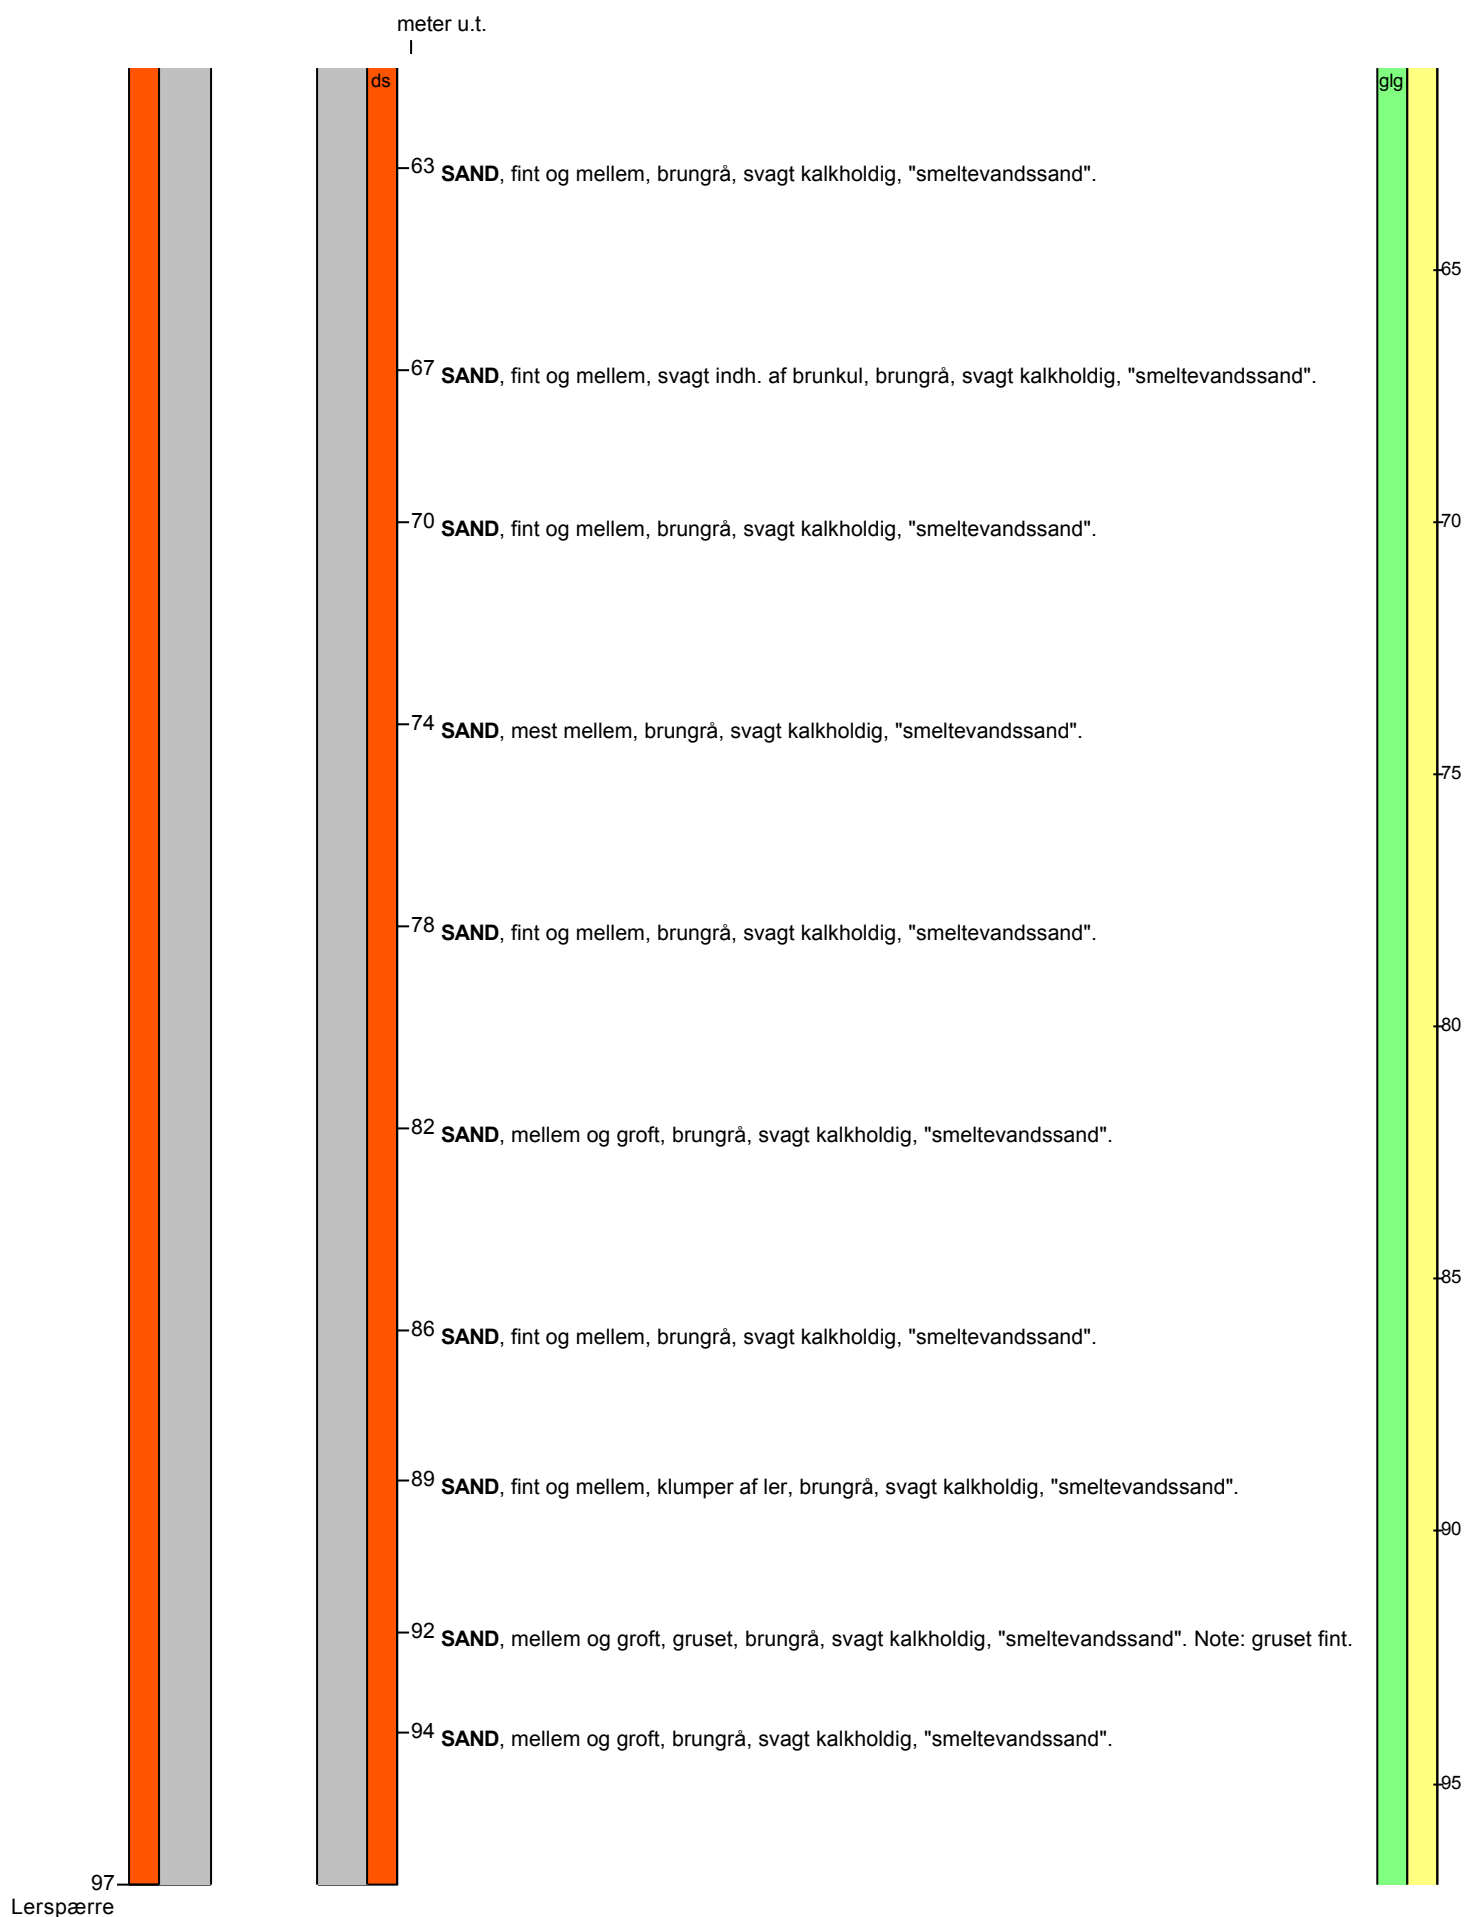 meter u.t.
ds
glg
63 SAND, fint og mellem, brungrå, svagt kalkholdig, "smeltevandssand".
65
67 SAND, fint og mellem, svagt indh. af brunkul, brungrå, svagt kalkholdig, "smeltevandssand".
70 SAND, fint og mellem, brungrå, svagt kalkholdig, "smeltevandssand".
70
74 SAND, mest mellem, brungrå, svagt kalkholdig, "smeltevandssand".
75
78 SAND, fint og mellem, brungrå, svagt kalkholdig, "smeltevandssand".
80
82 SAND, mellem og groft, brungrå, svagt kalkholdig, "smeltevandssand".
85
86 SAND, fint og mellem, brungrå, svagt kalkholdig, "smeltevandssand".
89 SAND, fint og mellem, klumper af ler, brungrå, svagt kalkholdig, "smeltevandssand".
90
92 SAND, mellem og groft, gruset, brungrå, svagt kalkholdig, "smeltevandssand". Note: gruset fint.
94 SAND, mellem og groft, brungrå, svagt kalkholdig, "smeltevandssand".
95
97
Lerspærre